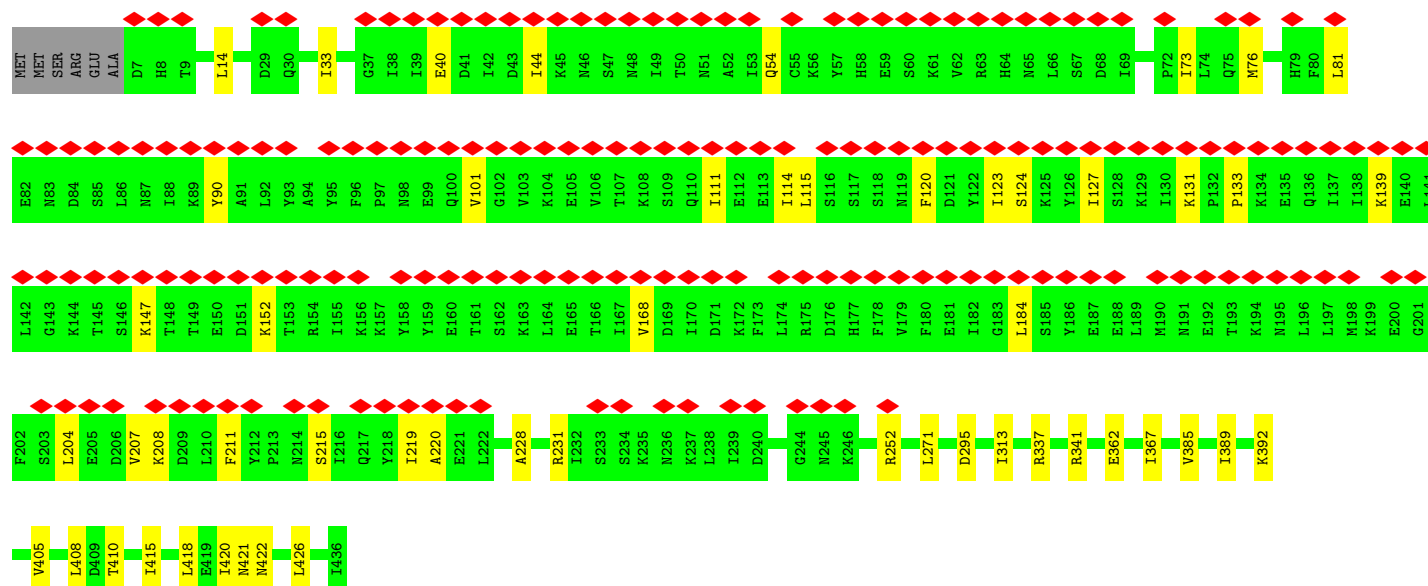 MET MET SER ARG GLU ALA D7 H8 T9 L14 D29 Q30 I33 G37 I38 I39 E40 D41 I42 D43 I44 K45 N46 S47 N48 I49 T50 N51 A52 I53 Q54 C55 K56 Y57 H58 E59 S60 K61 V62 R63 H64 N65 L66 S67 D68 I69 P72 I73 L74 Q75 M76 H79 F80 L81
E82 N83 D84 S85 L86 N87 I88 K89 Y90 A91 L92 Y93 A94 Y95 F96 P97 N98 E99 Q100 V101 G102 V103 K104 E105 V106 T107 K108 S109 Q110 I111 E112 E113 I114 L115 S116 S117 S118 N119 F120 D121 Y122 I123 S124 K125 Y126 I127 S128 K129 I130 K131 P132 P133 K134 E135 Q136 I137 I138 K139 E140 L141
L142 G143 K144 T145 S146 K147 T148 T149 E150 D151 K152 T153 R154 I155 K156 K157 Y158 Y159 E160 T161 S162 K163 L164 E165 T166 I167 V168 D169 I170 D171 K172 F173 L174 R175 D176 H177 F178 V179 F180 E181 I182 G183 L184 S185 Y186 E187 E188 L189 M190 N191 E192 T193 K194 N195 L196 L197 M198 K199 E200 G201
F202 S203 L204 E205 D206 V207 K208 D209 L210 F211 Y212 P213 N214 S215 I216 Q217 Y218 I219 A220 E221 L222 A228 R231 I232 S233 S234 K235 N236 K237 L238 I239 D240 G244 N245 K246 R252 L271 D295 I313 R337 R341 E362 I367 V385 I389 K392
V405 L408 D409 T410 I415 L418 E419 I420 N421 N422 L426 I436